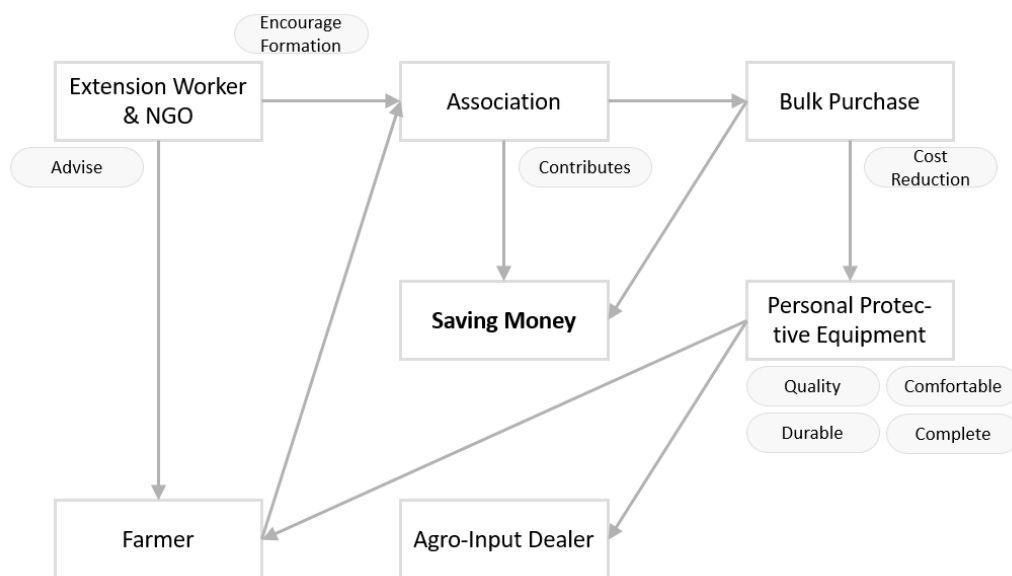 Encourage
Formation
Extension Worker
& NGO
Association
Bulk Purchase
Advise
Contributes
Cost
Reduction
Saving Money
Personal Protec-
tive Equipment
Quality
Comfortable
Durable
Complete
Farmer
Agro-Input Dealer